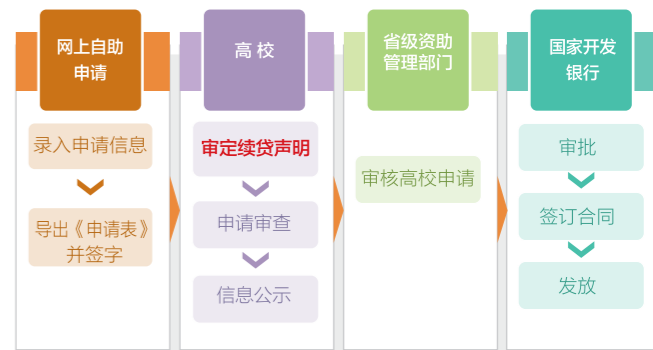 网上自助
申请
录入申请信息
导出《申请表》
并签字
高校
审定续贷声明
申请审查
信息公示
省级资助
管理部门
审核高校申请
国家开发
银行
审批
签订合同
发放